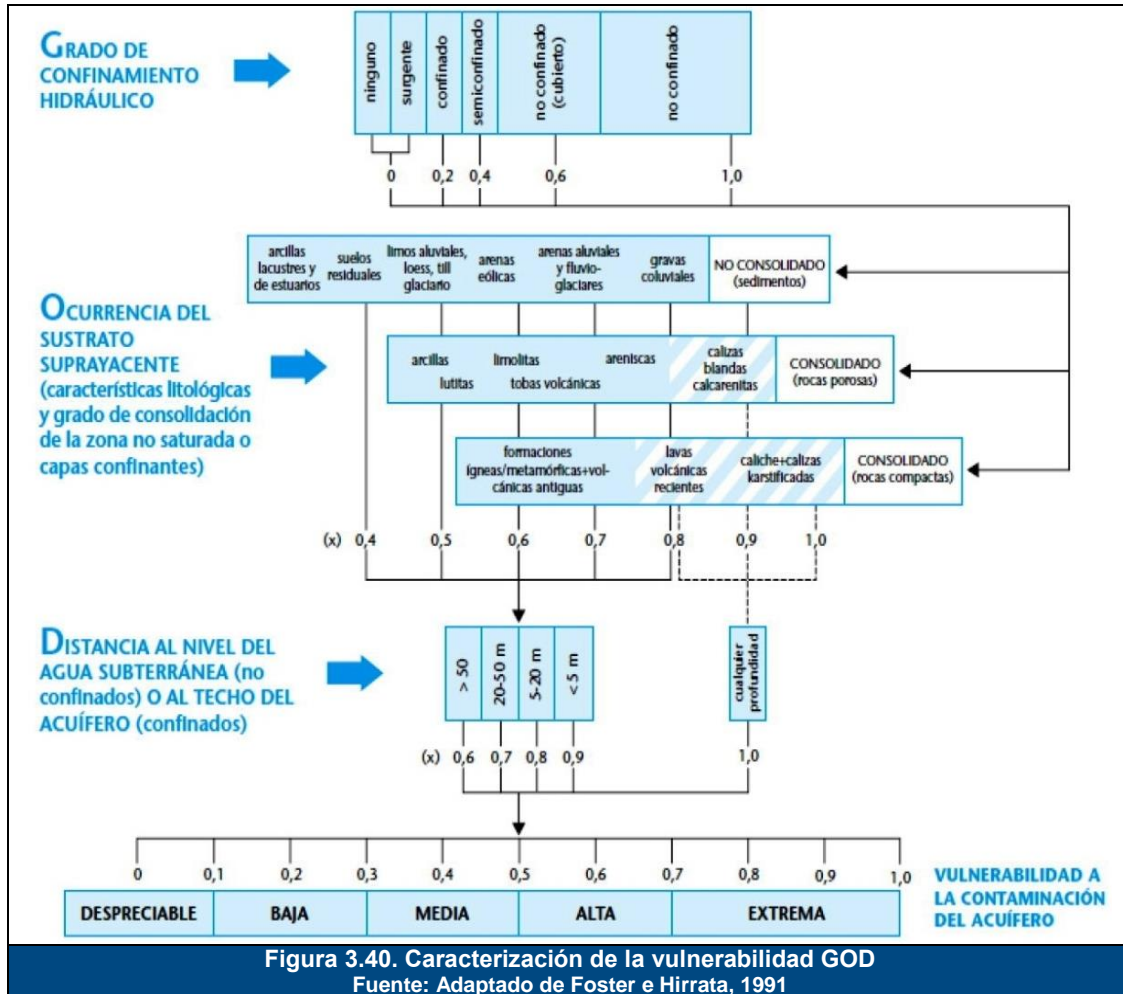 GRADO DE
CONFINAMIENTO
HIDRÁULICO
ninguno
surgente
confinado
semiconfinado
no confinado
(cubierto)
no confinado
0 0,2 0,4 0,6 1,0
OCURRENCIA DEL
SUSTRATO
SUPRAYACENTE
(características litológicas
y grado de consolidación
de la zona no saturada o
capas confinantes)
arcillas
lacustres y
de estuarios
suelos
residuales
limos aluviales,
loess, till
glaciario
arenas
eólicas
arenas aluviales
y fluvio-
glaciares
gravas
coluviales
NO CONSOLIDADO
(sedimentos)
arcillas
lutitas
limolitas
tobas volcánicas
areniscas
calizas
blandas
calcarenitas
CONSOLIDADO
(rocas porosas)
formaciones
ígneas/metamórficas+vol-
cánicas antiguas
lavas
volcánicas
recientes
caliche+calizas
karstificadas
CONSOLIDADO
(rocas compactas)
(x) 0,4 0,5 0,6 0,7 0,8 0,9 1,0
DISTANCIA AL NIVEL DEL
AGUA SUBTERRÁNEA (no
confinados) O AL TECHO DEL
ACUÍFERO (confinados)
> 50
20-50 m
5-20 m
< 5 m
cualquier
profundidad
(x) 0,6 0,7 0,8 0,9 1,0
0 0,1 0,2 0,3 0,4 0,5 0,6 0,7 0,8 0,9 1,0
DESPRECIABLE BAJA MEDIA ALTA EXTREMA
VULNERABILIDAD A
LA CONTAMINACIÓN
DEL ACUÍFERO
Figura 3.40. Caracterización de la vulnerabilidad GOD
Fuente: Adaptado de Foster e Hirrata, 1991